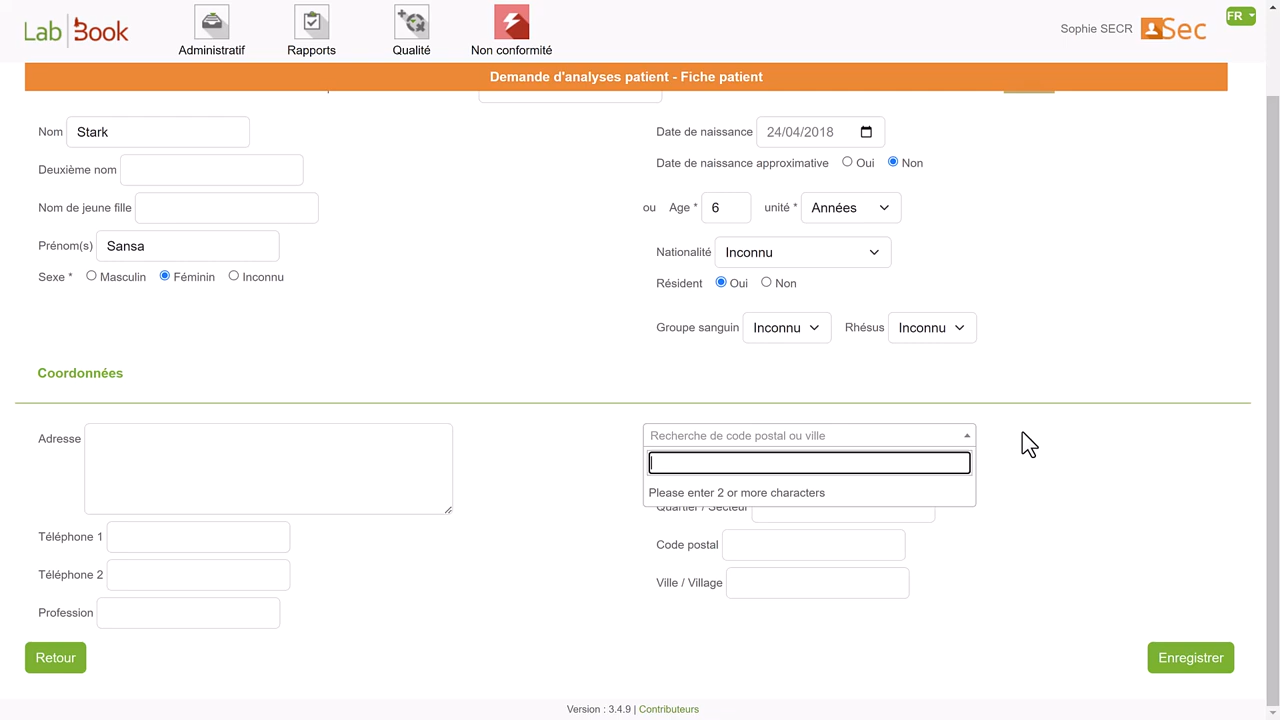 Lab Book
Administratif
Rapports
Qualité
Non conformité
Sophie SECR
Sec
FR
Demande d'analyses patient - Fiche patient
Nom Stark
Deuxième nom
Nom de jeune fille
Prénom(s) Sansa
Sexe * Masculin Féminin Inconnu
Date de naissance 24/04/2018
Date de naissance approximative Oui Non
ou Age * 6 unité * Années
Nationalité Inconnu
Résident Oui Non
Groupe sanguin Inconnu Rhésus Inconnu
Coordonnées
Adresse
Téléphone 1
Téléphone 2
Profession
Recherche de code postal ou ville
Please enter 2 or more characters
Quartier / Secteur
Code postal
Ville / Village
Retour
Enregistrer
Version : 3.4.9 | Contributeurs